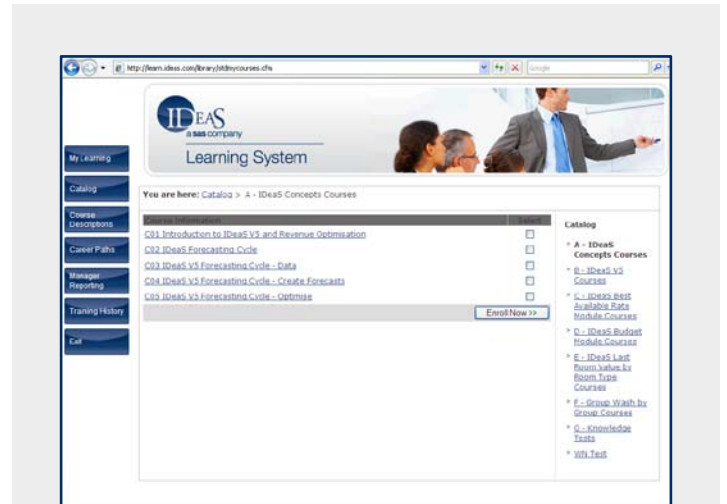 http://learn.ideas.com/library/stdmycourses.cfm
Google
IDEAS
a sas company
Learning System
My Learning
Catalog
Course
Descriptions
Career Paths
Manager
Reporting
Training History
Exit
You are here: Catalog > A - IDeaS Concepts Courses
Course Information
Select
C01 Introduction to IDeaS V5 and Revenue Optimisation
C02 IDeaS Forecasting Cycle
C03 IDeaS V5 Forecasting Cycle - Data
C04 IDeaS V5 Forecasting Cycle - Create Forecasts
C05 IDeaS V5 Forecasting Cycle - Optimise
Enroll Now >>
Catalog
A - IDeaS
Concepts Courses
B - IDeaS V5
Courses
C - IDeaS Best
Available Rate
Module Courses
D - IDeaS Budget
Module Courses
E - IDeaS Last
Room Value by
Room Type
Courses
F - Group Wash by
Group Courses
G - Knowledge
Tests
Test